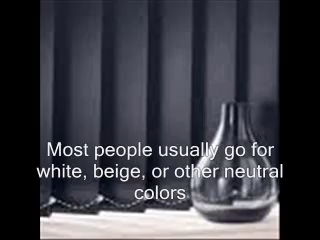 Most people usually go for
white, beige, or other neutral
colors